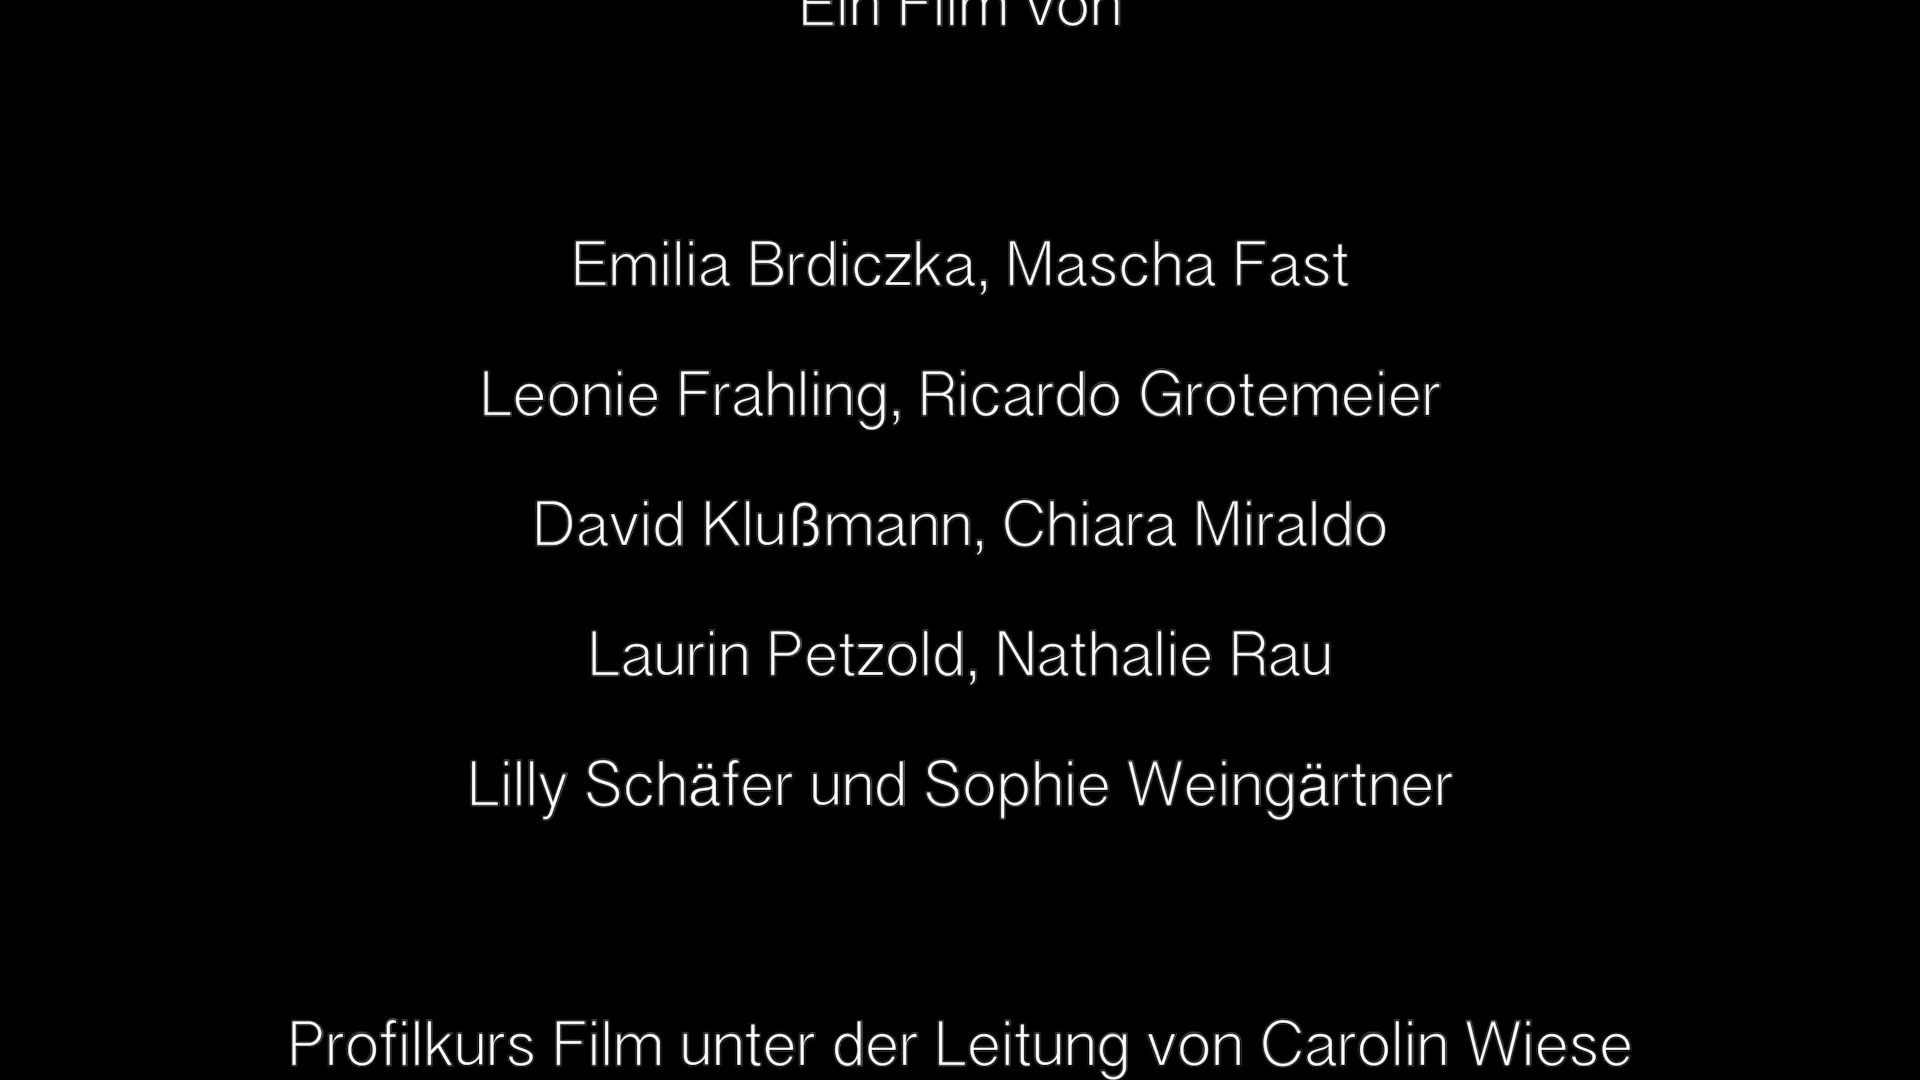 Ein Film von
Emilia Brdiczka, Mascha Fast
Leonie Frahling, Ricardo Grotemeier
David Klußmann, Chiara Miraldo
Laurin Petzold, Nathalie Rau
Lilly Schäfer und Sophie Weingärtner
Profilkurs Film unter der Leitung von Carolin Wiese